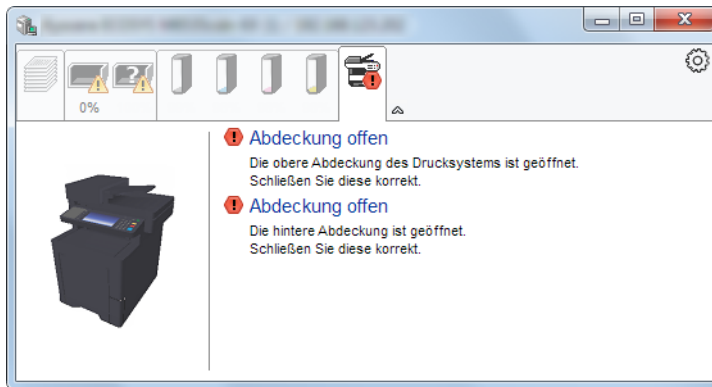 0%
Abdeckung offen
Die obere Abdeckung des Drucksystems ist geöffnet.
Schließen Sie diese korrekt.
Abdeckung offen
Die hintere Abdeckung ist geöffnet.
Schließen Sie diese korrekt.